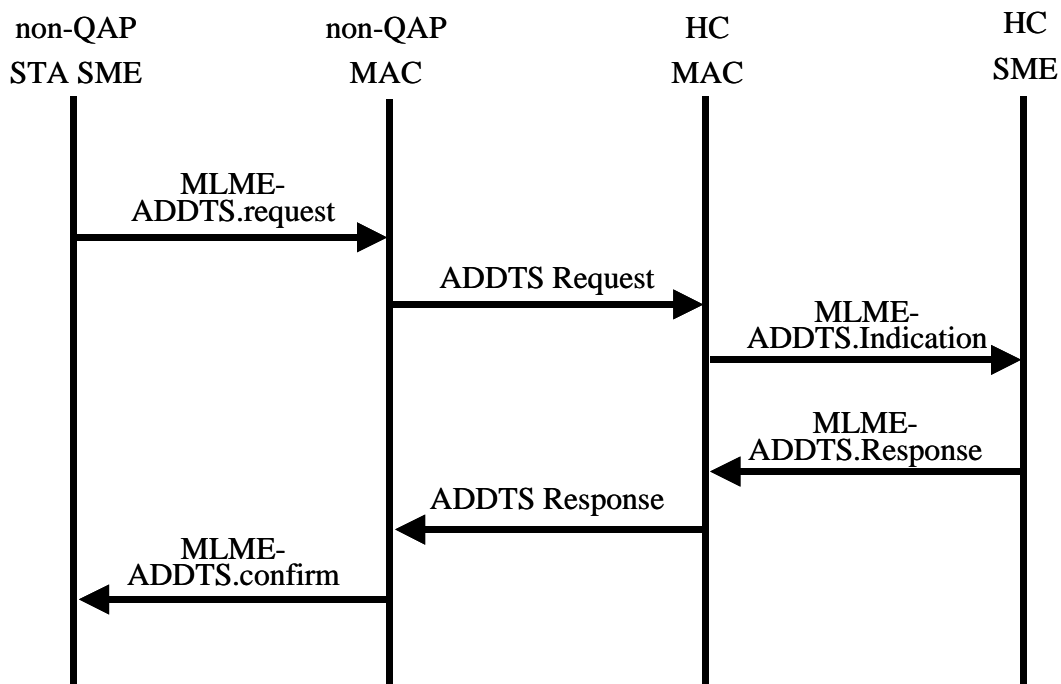 non-QAP
STA SME
non-QAP
MAC
HC
MAC
HC
SME
MLME-
ADDTS.request
ADDTS Request
MLME-
ADDTS.Indication
MLME-
ADDTS.Response
ADDTS Response
MLME-
ADDTS.confirm